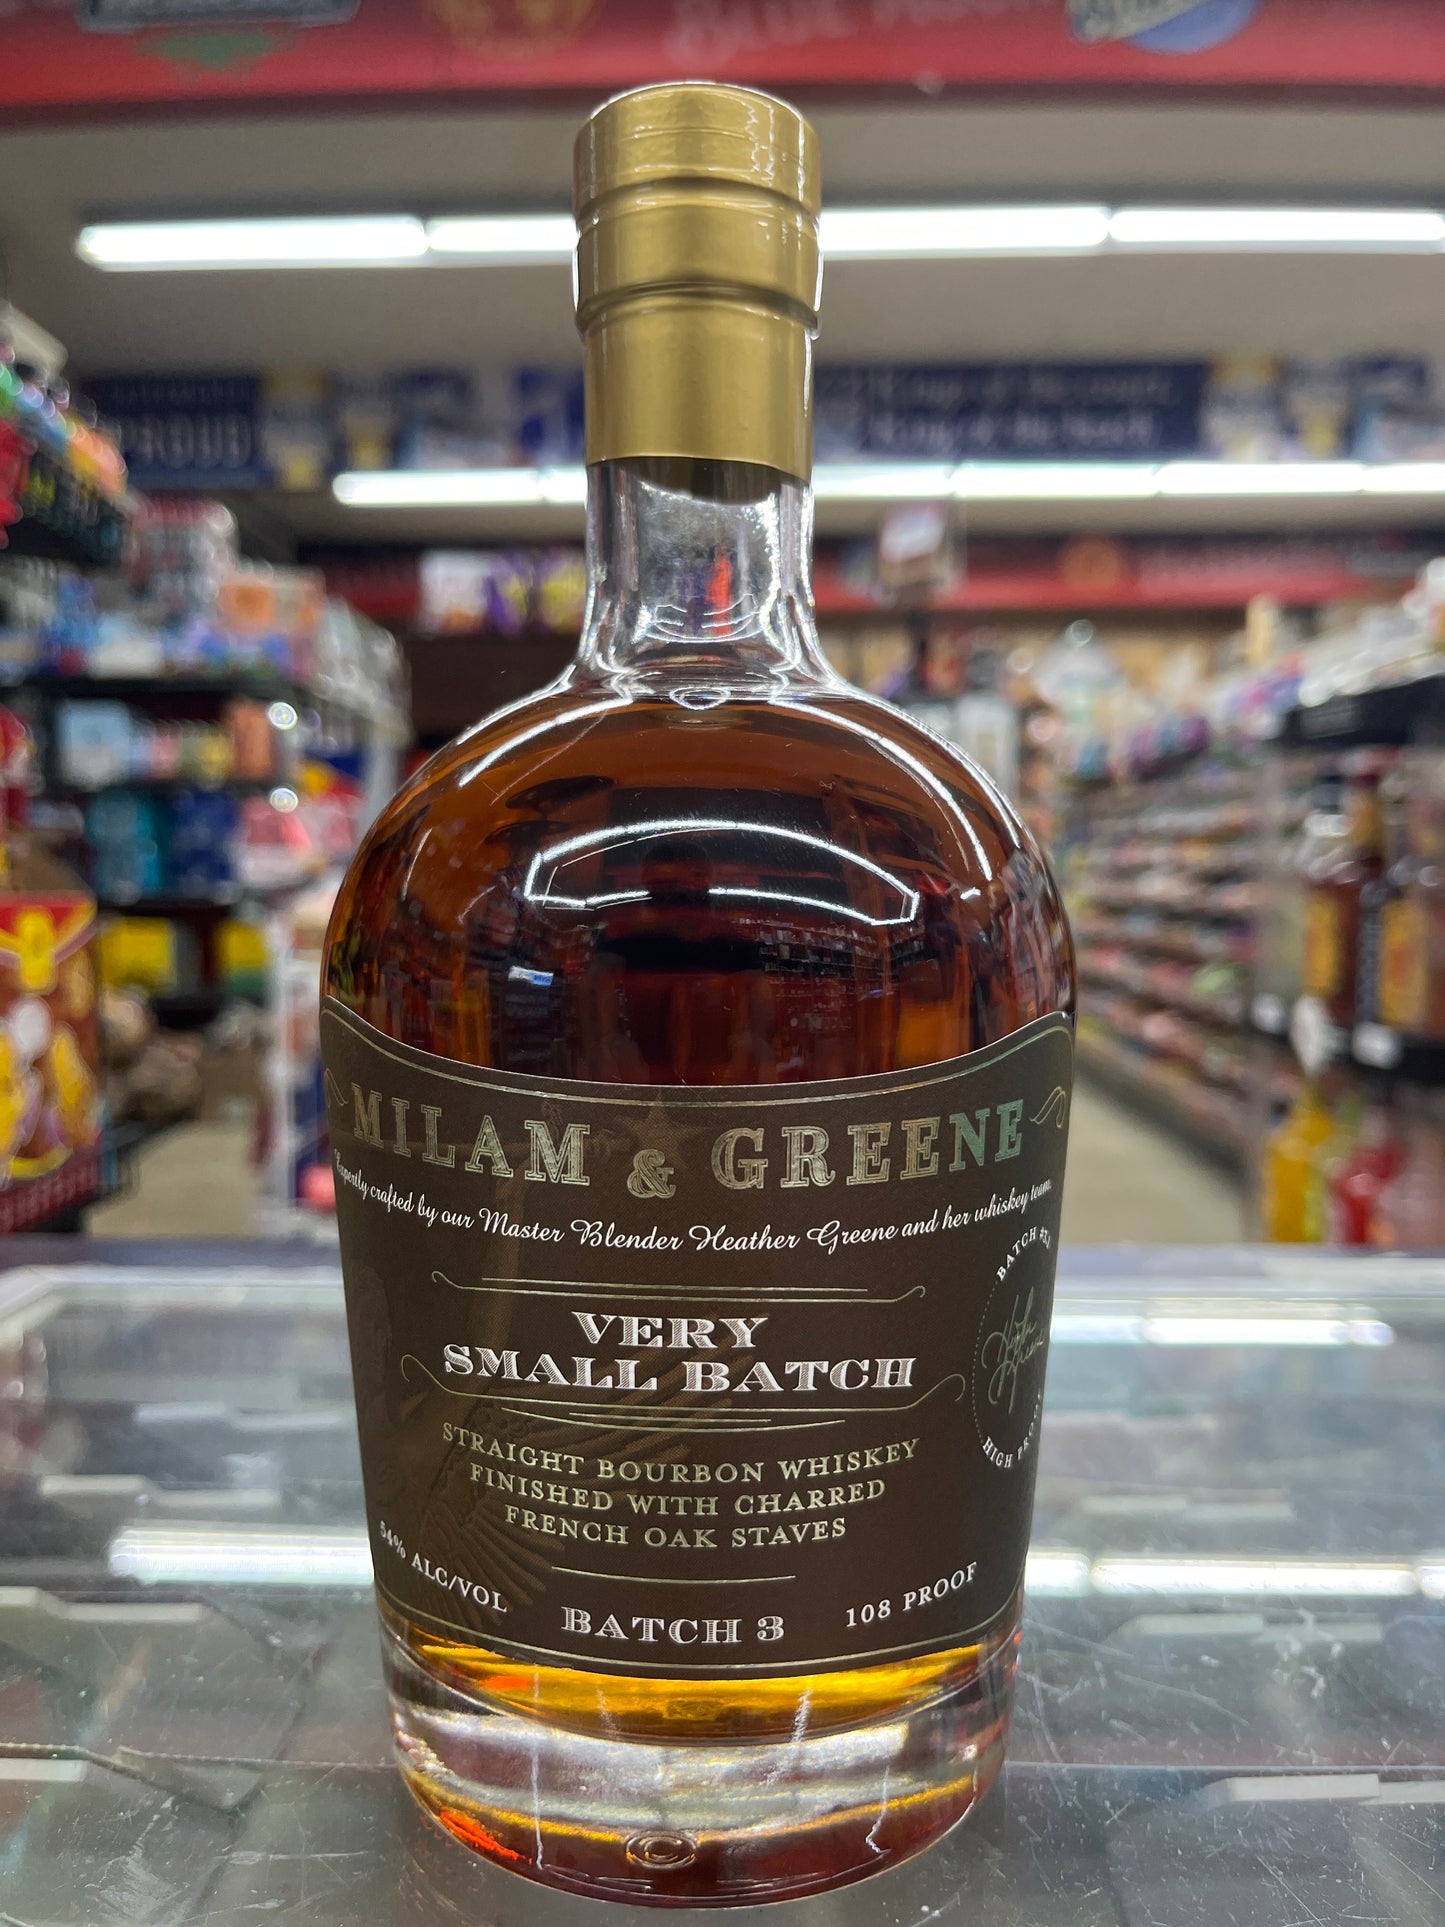 PROUD
MILAM & GREENE
Expertly crafted by our Master Blender Heather Greene and her whiskey team.
VERY
SMALL BATCH
STRAIGHT BOURBON WHISKEY
FINISHED WITH CHARRED
FRENCH OAK STAVES
54% ALC/VOL
BATCH 3
108 PROOF
BATCH
HIGH